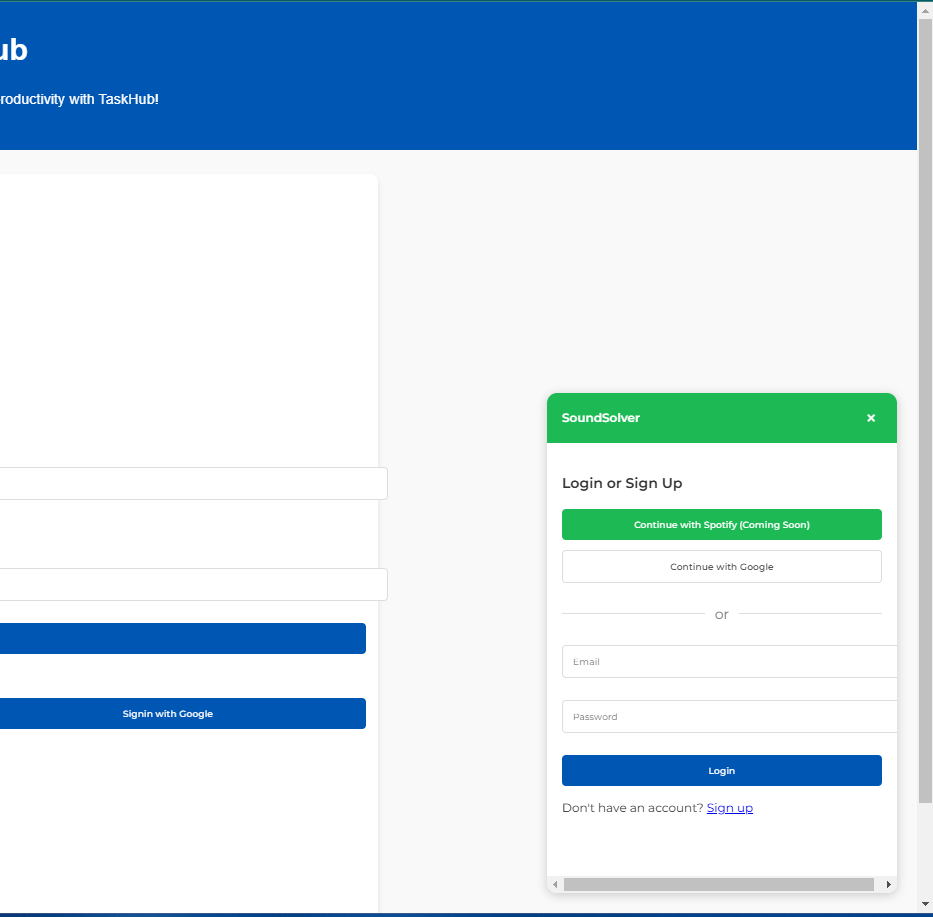 ub
roductivity with TaskHub!
SoundSolver
×
Login or Sign Up
Continue with Spotify (Coming Soon)
Continue with Google
or
Email
Password
Signin with Google
Login
Don't have an account? Sign up